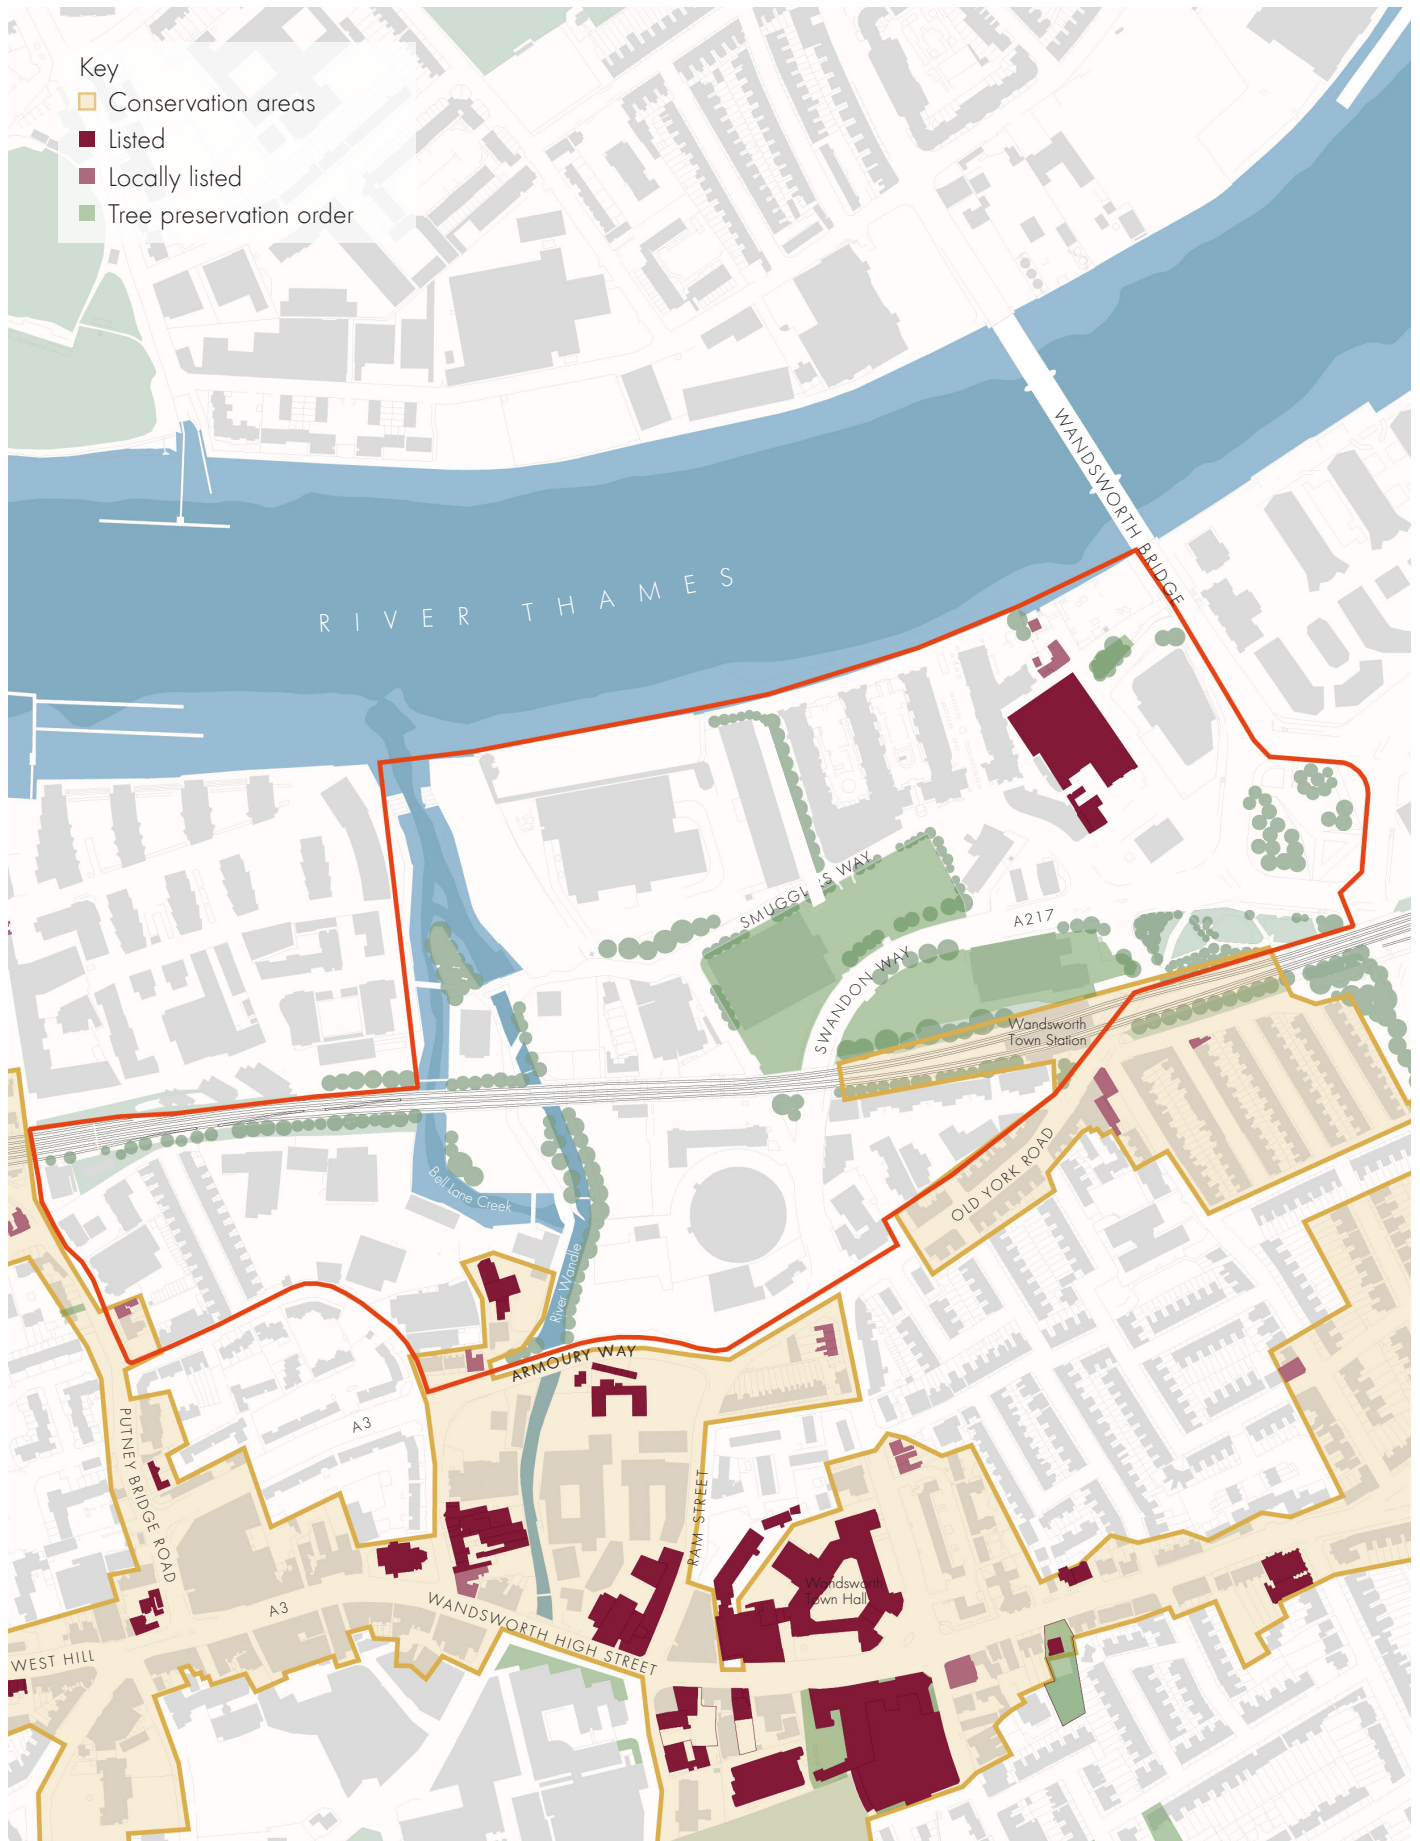 Key
Conservation areas
Listed
Locally listed
Tree preservation order
WANDSWORTH BRIDGE
RIVER THAMES
SMUGGLERS WAY
A217
SWANDON WAY
Wandsworth
Town Station
OLD YORK ROAD
Bell Lane Creek
River Wandle
ARMOURY WAY
PUTNEY BRIDGE ROAD
A3
RAM STREET
Wandsworth
Town Hall
A3
WANDSWORTH HIGH STREET
WEST HILL